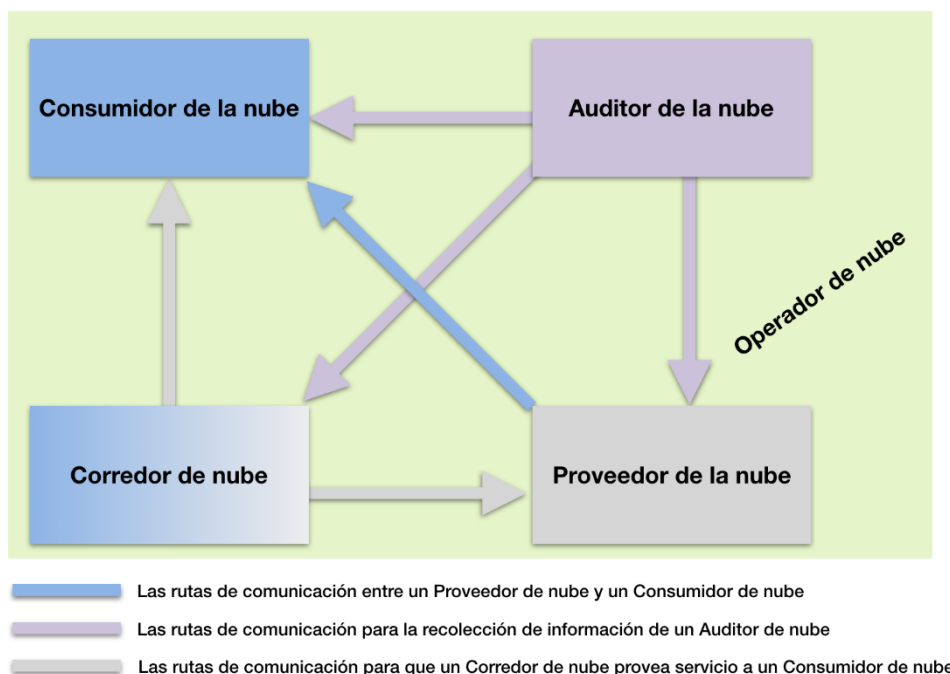 Consumidor de la nube
Auditor de la nube
Operador de nube
Corredor de nube
Proveedor de la nube
Las rutas de comunicación entre un Proveedor de nube y un Consumidor de nube
Las rutas de comunicación para la recolección de información de un Auditor de nube
Las rutas de comunicación para que un Corredor de nube provea servicio a un Consumidor de nube